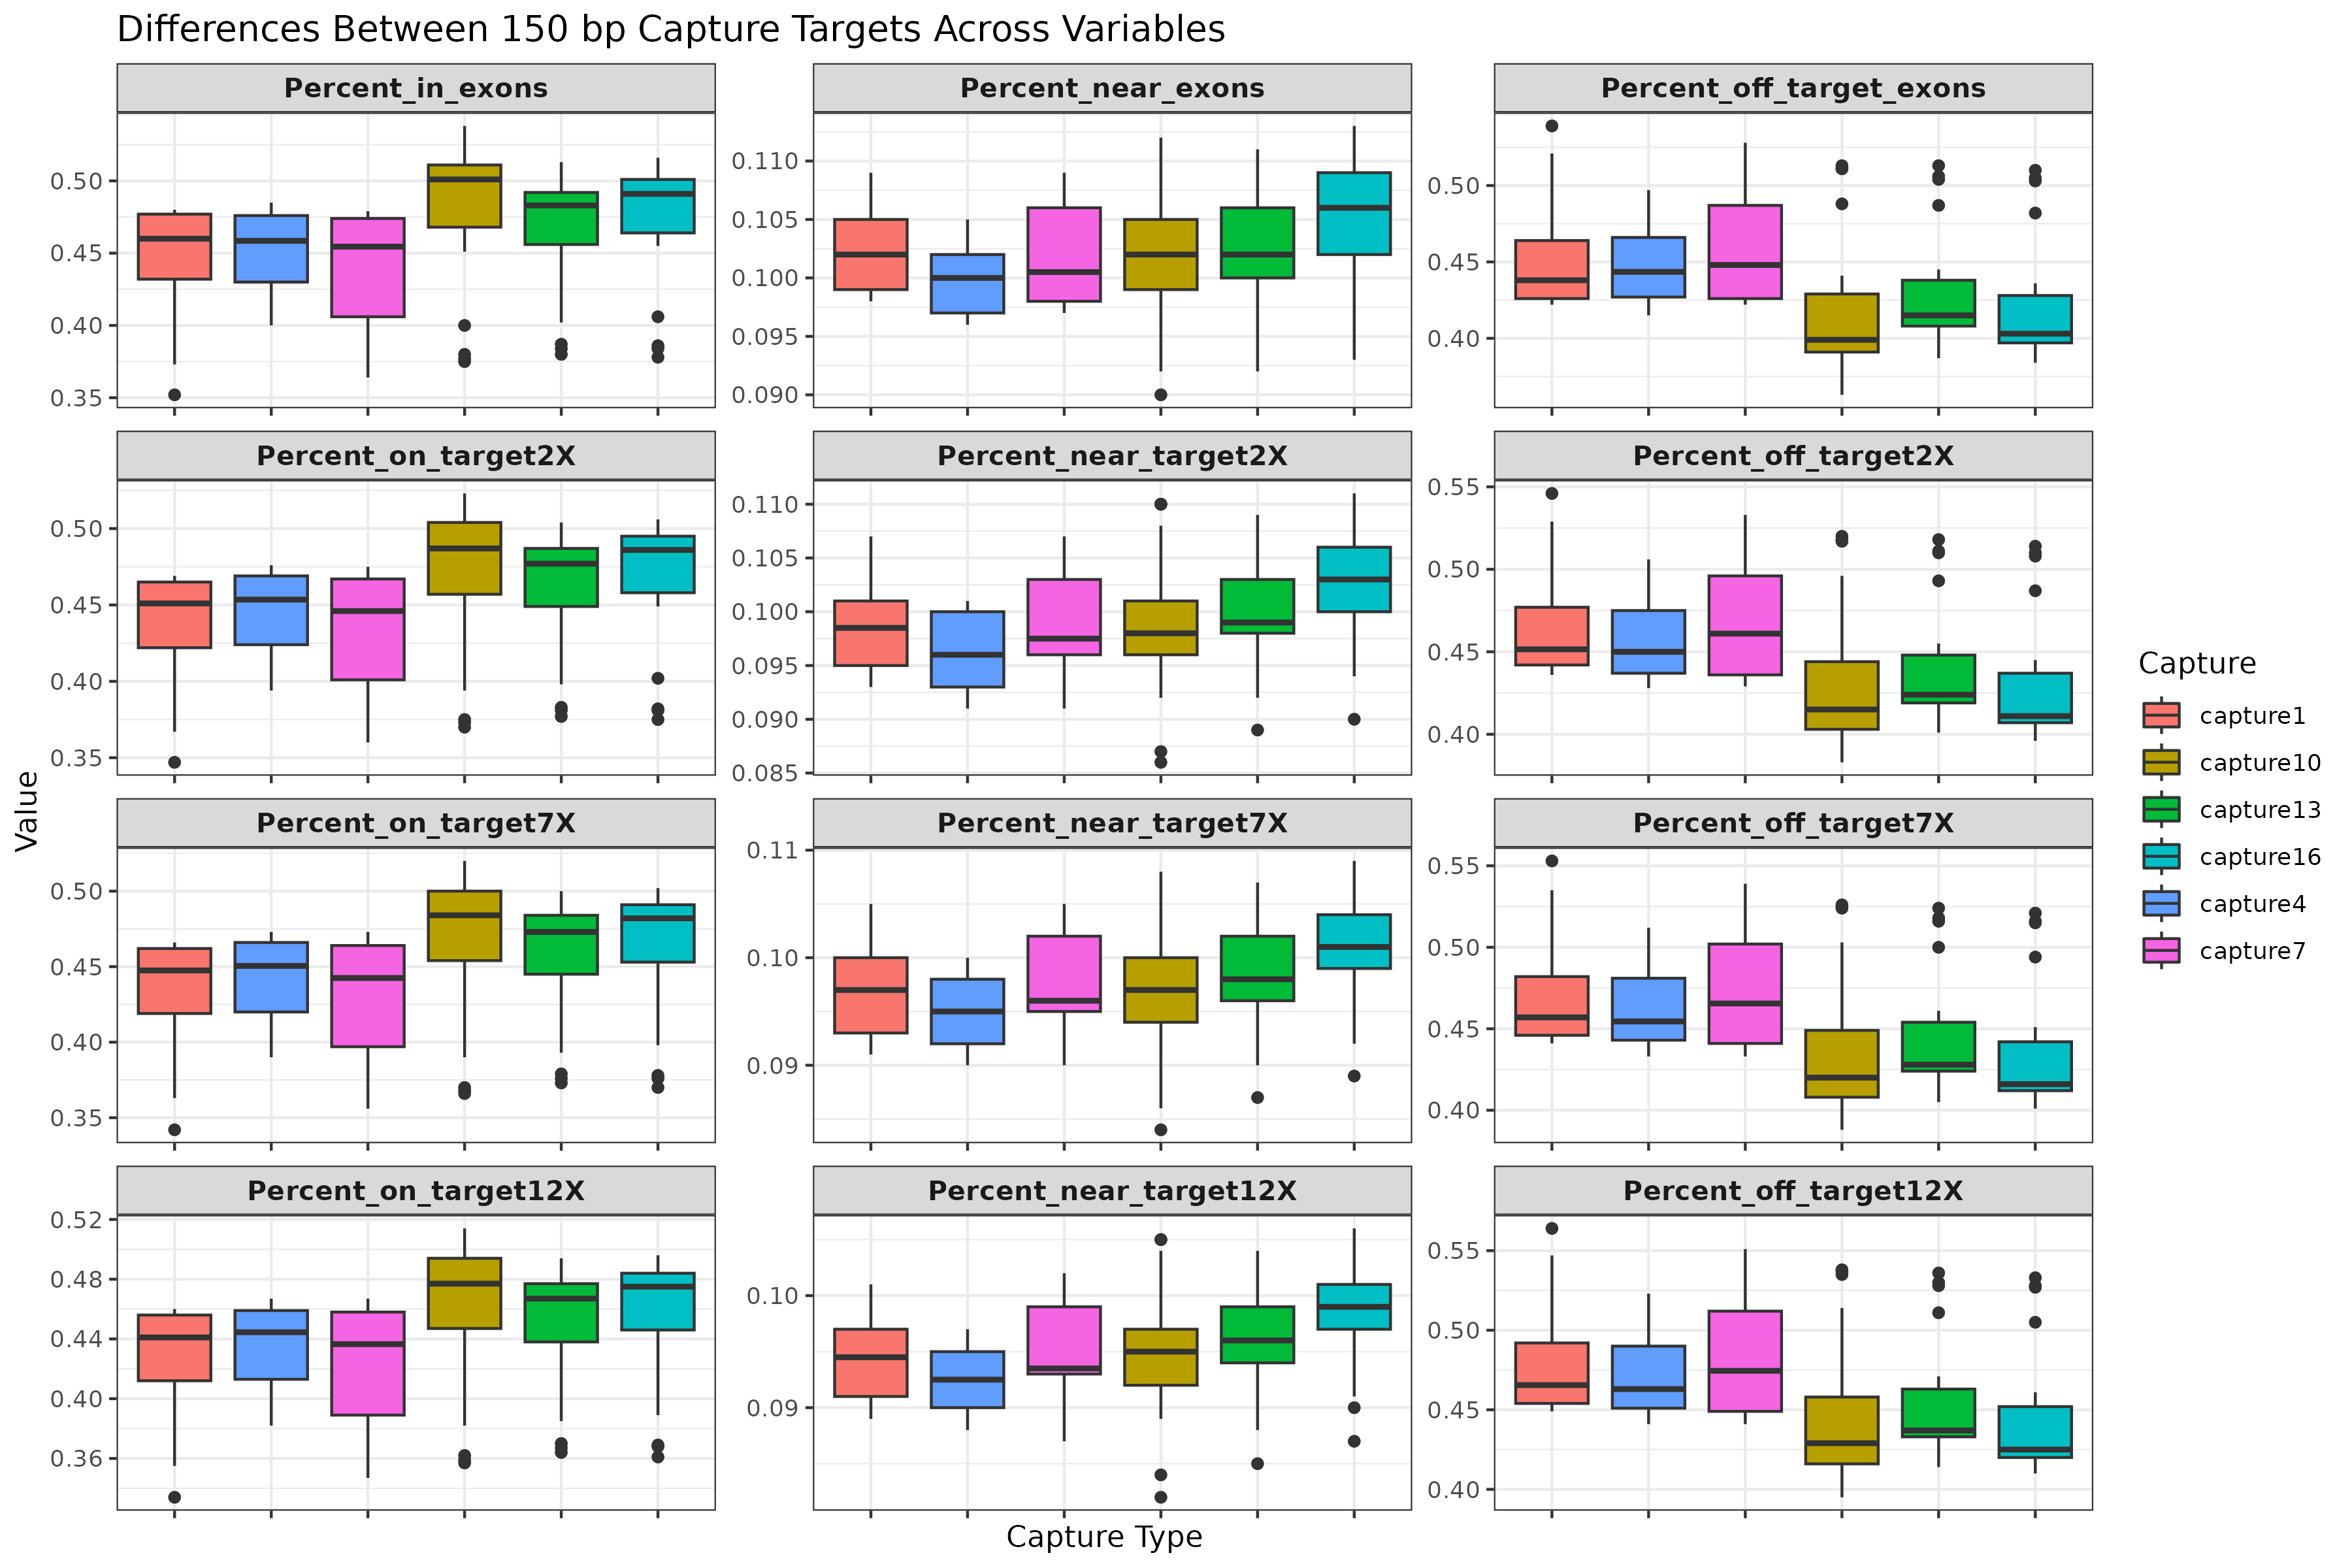 Differences Between 150 bp Capture Targets Across Variables
Percent_in_exons
Percent_near_exons
Percent_off_target_exons
0.50
0.45
0.40
0.35
0.110
0.105
0.100
0.095
0.090
0.50
0.45
0.40
Percent_on_target2X
Percent_near_target2X
Percent_off_target2X
0.50
0.45
0.40
0.35
0.110
0.105
0.100
0.095
0.090
0.085
0.55
0.50
0.45
0.40
Percent_on_target7X
Percent_near_target7X
Percent_off_target7X
0.50
0.45
0.40
0.35
0.11
0.10
0.09
0.55
0.50
0.45
0.40
Percent_on_target12X
Percent_near_target12X
Percent_off_target12X
0.52
0.48
0.44
0.40
0.36
0.10
0.09
0.55
0.50
0.45
0.40
Value
Capture Type
Capture
capture1
capture10
capture13
capture16
capture4
capture7